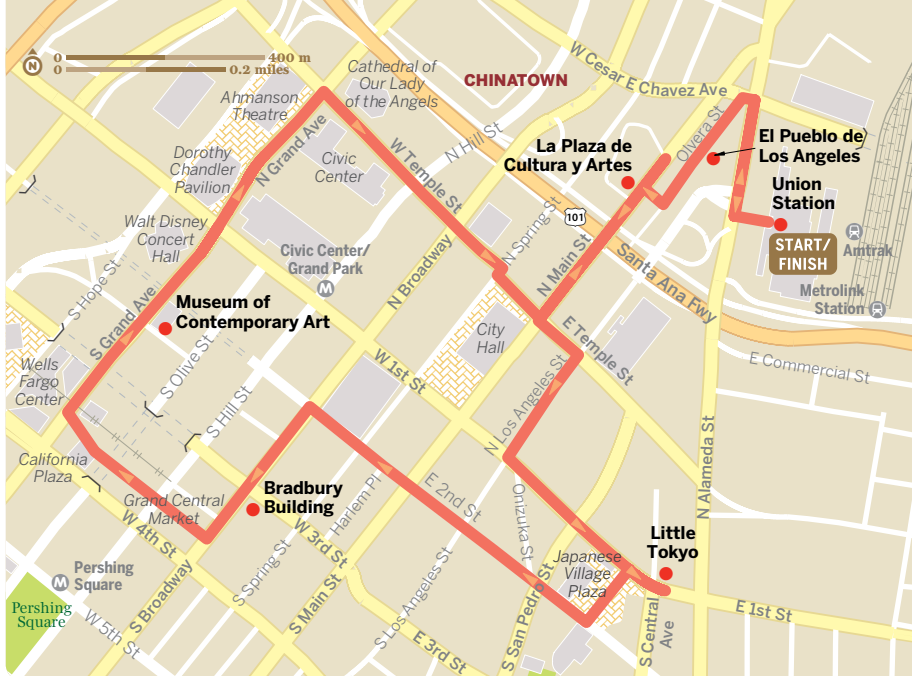 0
400 m
N
0
0.2 miles
Cathedral of
Our Lady
of the Angels
CHINATOWN
W Cesar E Chavez Ave
Ahmanson
Theatre
N Grand Ave
W Temple St
N Hill St
La Plaza de
Cultura y Artes
Olvera St
El Pueblo de
Los Angeles
Dorothy
Chandler
Pavilion
Civic
Center
Union
Station
START/
FINISH
N Spring St
101
N Main St
Santa Ana Fwy
Amtrak
Metrolink
Station
Walt Disney
Concert
Hall
Civic Center/
Grand Park
M
N Broadway
S Hope St
S Grand Ave
Museum of
Contemporary Art
City
Hall
E Temple St
E Commercial St
Wells
Fargo
Center
S Olive St
W 1st St
S Hill St
N Los Angeles St
N Alameda St
California
Plaza
Grand Central
Market
Bradbury
Building
Harlem Pl
E 2nd St
Onizuka St
W 4th St
W 3rd St
Little
Tokyo
Japanese
Village
Plaza
M
Pershing
Square
Pershing
Square
S Broadway
S Spring St
S Main St
S Los Angeles St
S San Pedro St
E 1st St
S Central
Ave
W 5th St
E 3rd St